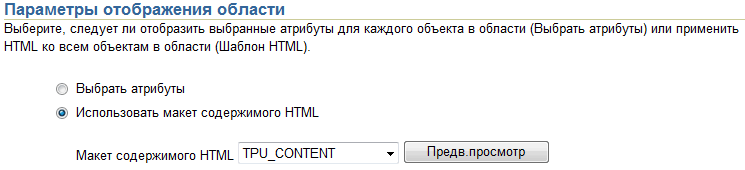 Параметры отображения области
Выберите, следует ли отобразить выбранные атрибуты для каждого объекта в области (Выбрать атрибуты) или применить
HTML ко всем объектам в области (Шаблон HTML).
Выбрать атрибуты
Использовать макет содержимого HTML
Макет содержимого HTML TPU_CONTENT Предв.просмотр